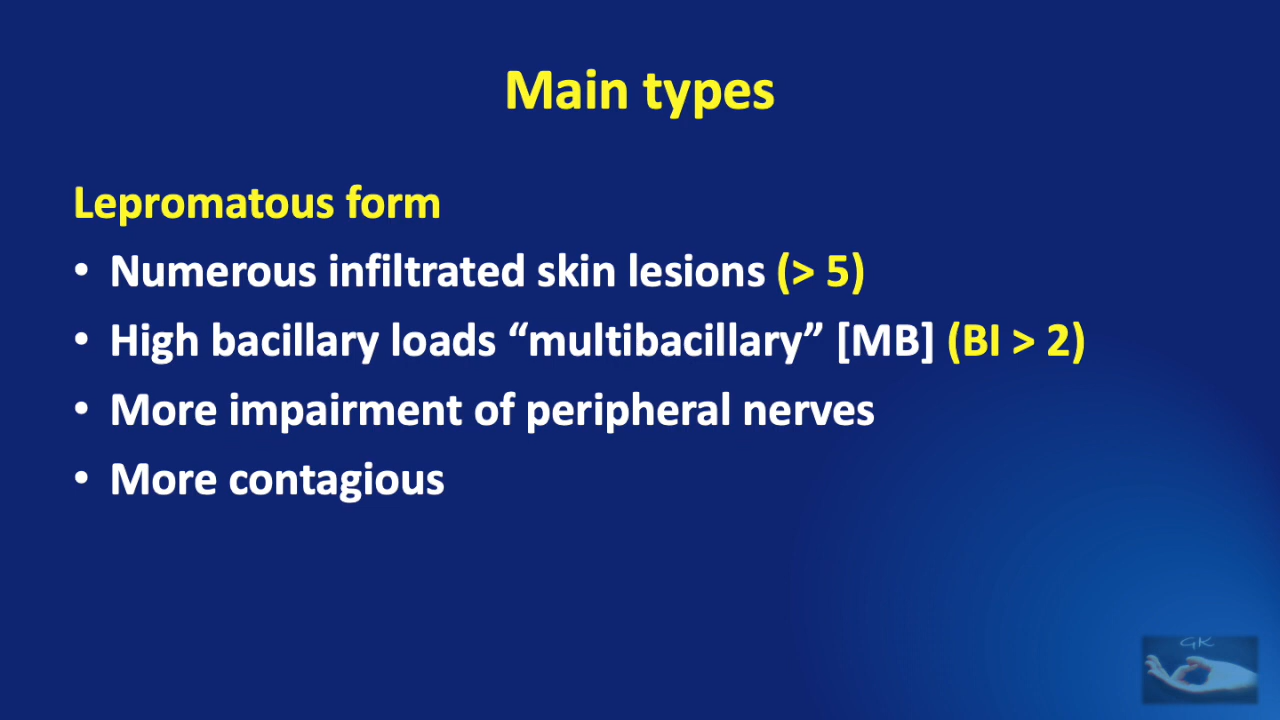 Main types
Lepromatous form
• Numerous infiltrated skin lesions (> 5)
• High bacillary loads “multibacillary” [MB] (BI > 2)
• More impairment of peripheral nerves
• More contagious
GK